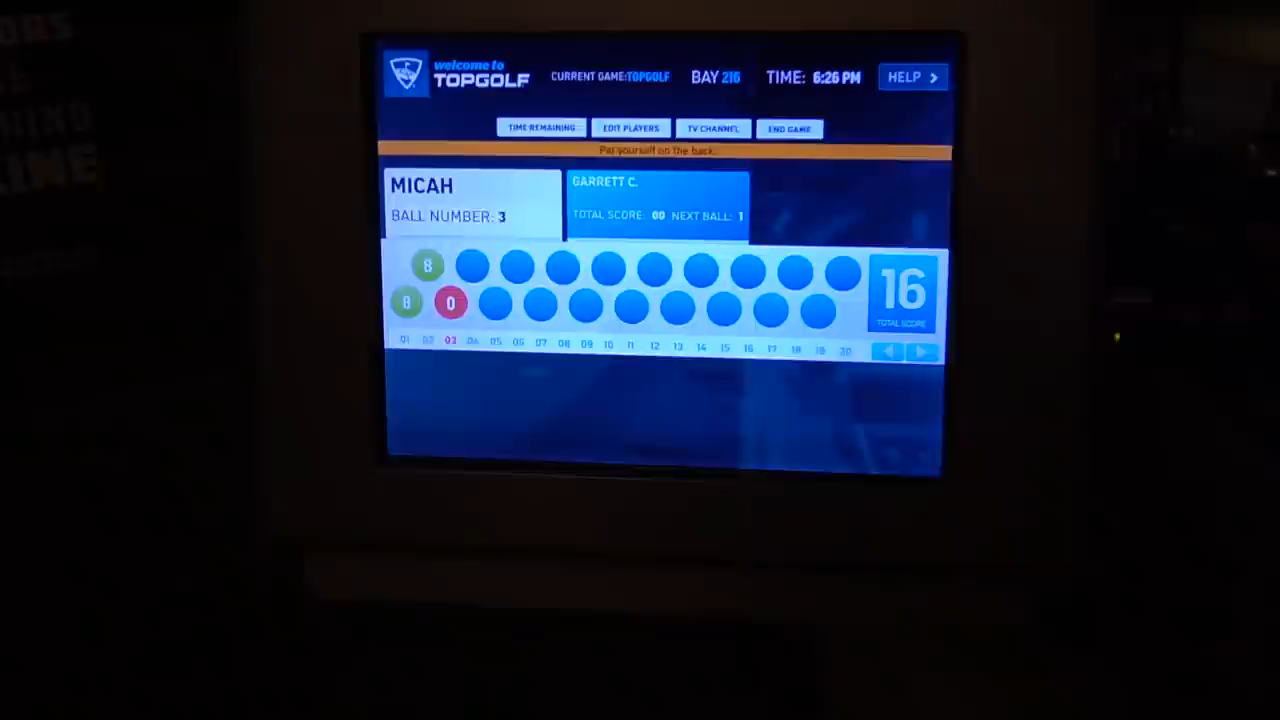 welcome to
TOPGOLF
CURRENT GAME:TOPGOLF
BAY 216
TIME: 6:26 PM
HELP >
TIME REMAINING
EDIT PLAYERS
TV CHANNEL
END GAME
Pat yourself on the back.
MICAH
BALL NUMBER: 3
GARRETT C.
TOTAL SCORE: 00 NEXT BALL: 1
8
8 0
16
TOTAL SCORE
01 02 03 04 05 06 07 08 09 10 11 12 13 14 15 16 17 18 19 20